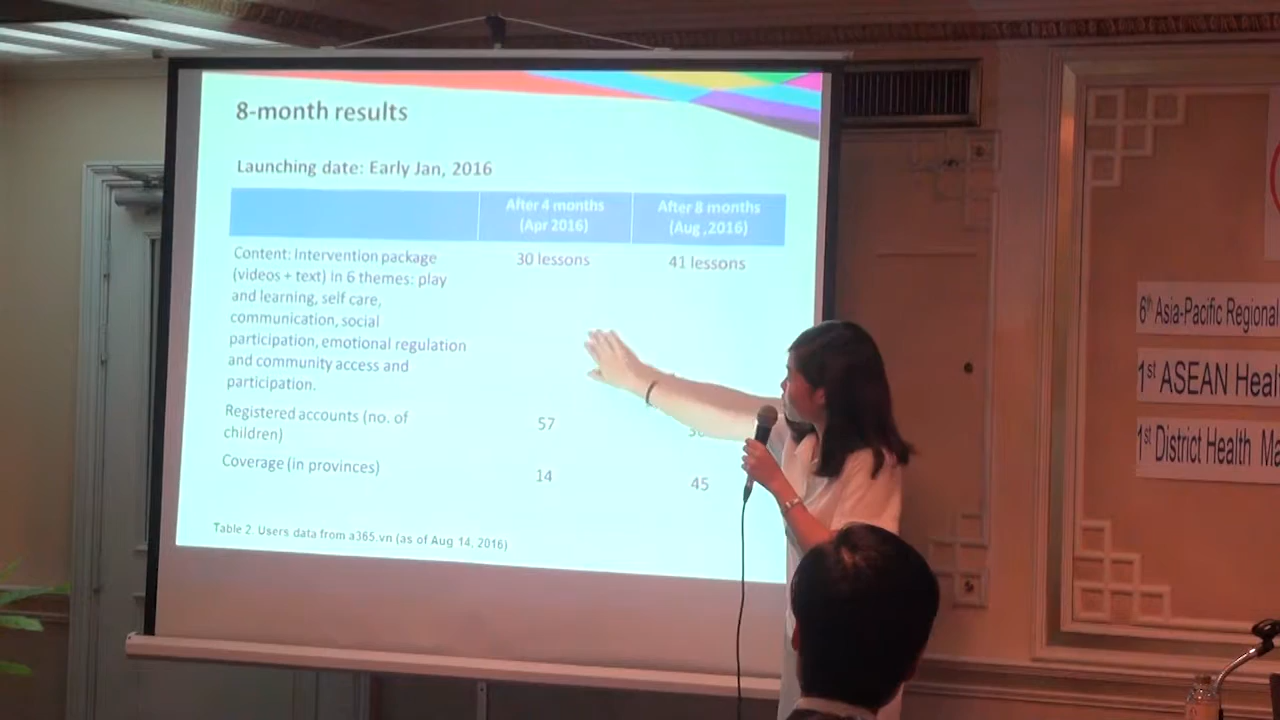 8-month results
Launching date: Early Jan, 2016
After 4 months
(Apr 2016)
After 8 months
(Aug ,2016)
Content: Intervention package
(videos + text) in 6 themes: play
and learning, self care,
communication, social
participation, emotional regulation
and community access and
participation.
30 lessons
41 lessons
Registered accounts (no. of
children)
57
Coverage (in provinces)
14
45
Table 2. Users data from a365.vn (as of Aug 14, 2016)
6th Asia-Pacific Regional
1st ASEAN
1st District Health